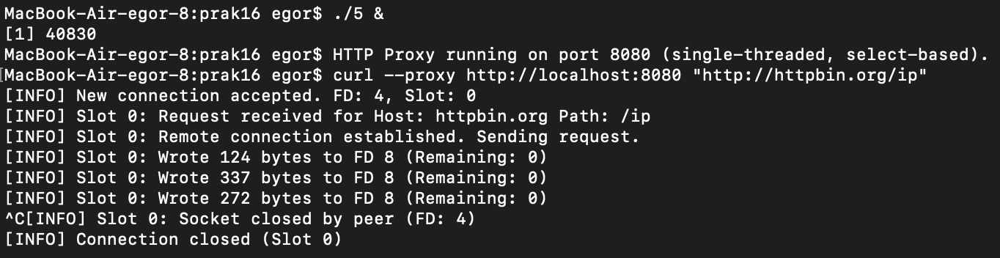 MacBook-Air-egor-8:prak16 egor$ ./5 &
[1] 40830
MacBook-Air-egor-8:prak16 egor$ HTTP Proxy running on port 8080 (single-threaded, select-based).
[MacBook-Air-egor-8:prak16 egor$ curl --proxy http://localhost:8080 "http://httpbin.org/ip"
[INFO] New connection accepted. FD: 4, Slot: 0
[INFO] Slot 0: Request received for Host: httpbin.org Path: /ip
[INFO] Slot 0: Remote connection established. Sending request.
[INFO] Slot 0: Wrote 124 bytes to FD 8 (Remaining: 0)
[INFO] Slot 0: Wrote 337 bytes to FD 8 (Remaining: 0)
[INFO] Slot 0: Wrote 272 bytes to FD 8 (Remaining: 0)
^C[INFO] Slot 0: Socket closed by peer (FD: 4)
[INFO] Connection closed (Slot 0)